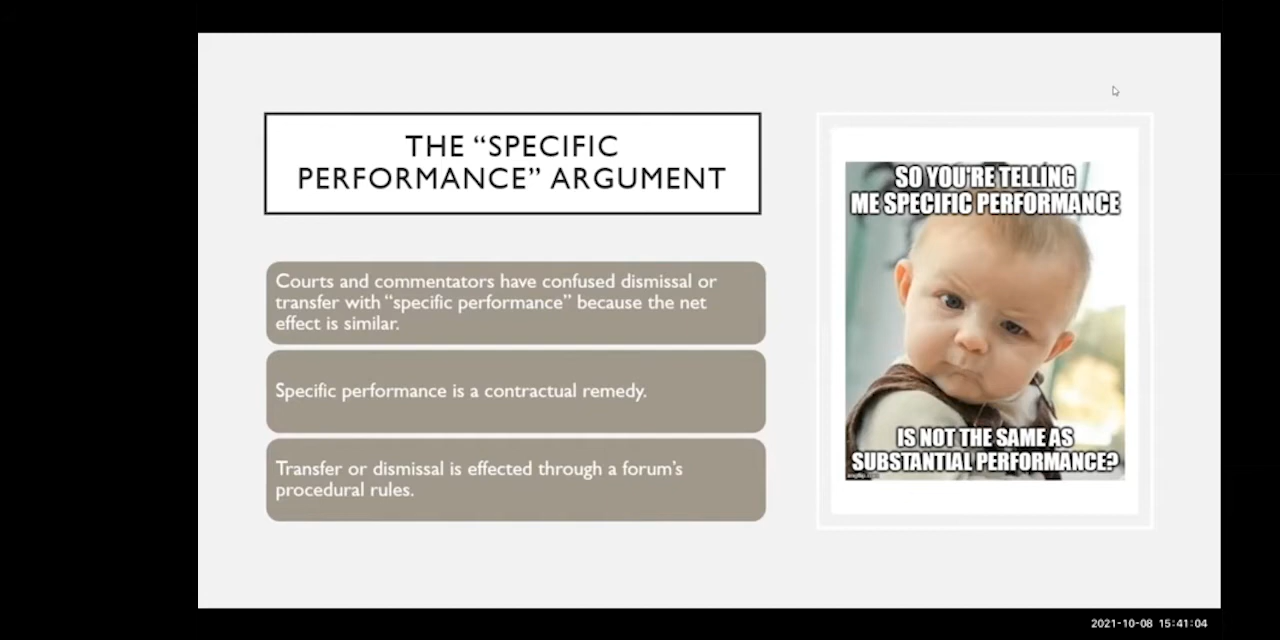 THE “SPECIFIC
PERFORMANCE” ARGUMENT
Courts and commentators have confused dismissal or
transfer with “specific performance” because the net
effect is similar.
Specific performance is a contractual remedy.
Transfer or dismissal is effected through a forum’s
procedural rules.
SO YOU'RE TELLING
ME SPECIFIC PERFORMANCE
IS NOT THE SAME AS
SUBSTANTIAL PERFORMANCE?
2021-10-08 15:41:04